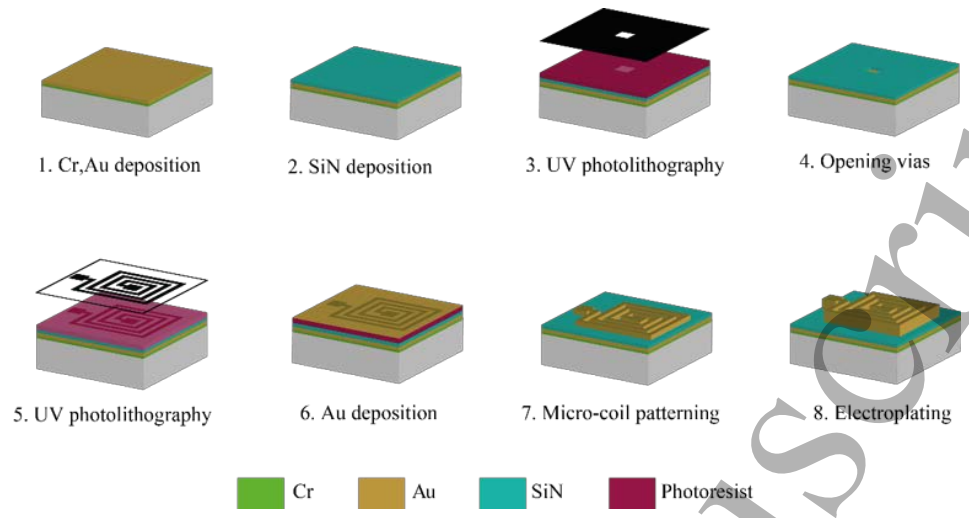 1. Cr,Au deposition
2. SiN deposition
3. UV photolithography
4. Opening vias
5. UV photolithography
6. Au deposition
7. Micro-coil patterning
8. Electroplating
Cr
Au
SiN
Photoresist